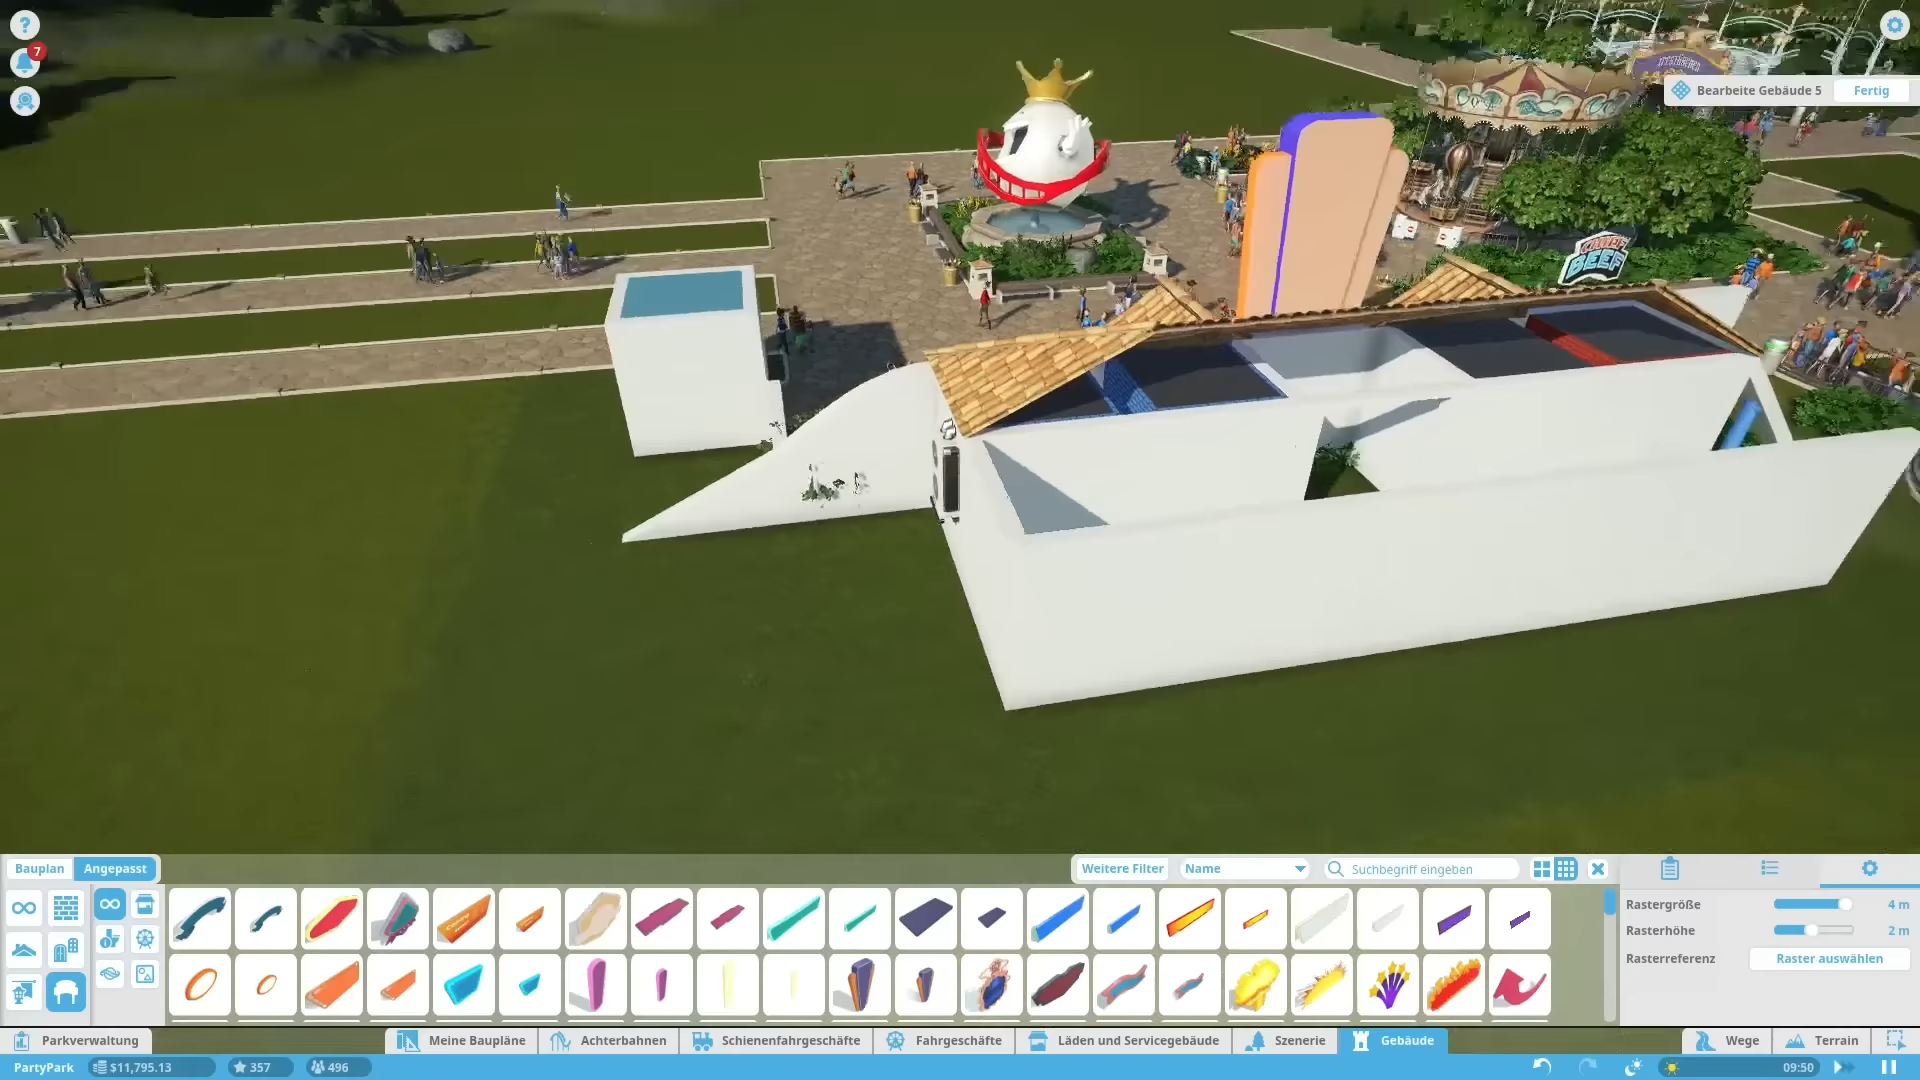 ?
7
Bearbeite Gebäude 5
Fertig
CHIEF
BEEF
Bauplan
Angepasst
Weitere Filter
Name
Suchbegriff eingeben
Rastergröße
4 m
Rasterhöhe
2 m
Rasterreferenz
Raster auswählen
Parkverwaltung
Meine Baupläne
Achterbahnen
Schienenfahrgeschäfte
Fahrgeschäfte
Läden und Servicegebäude
Szenerie
Gebäude
Wege
Terrain
PartyPark
$11,795.13
357
496
09:50